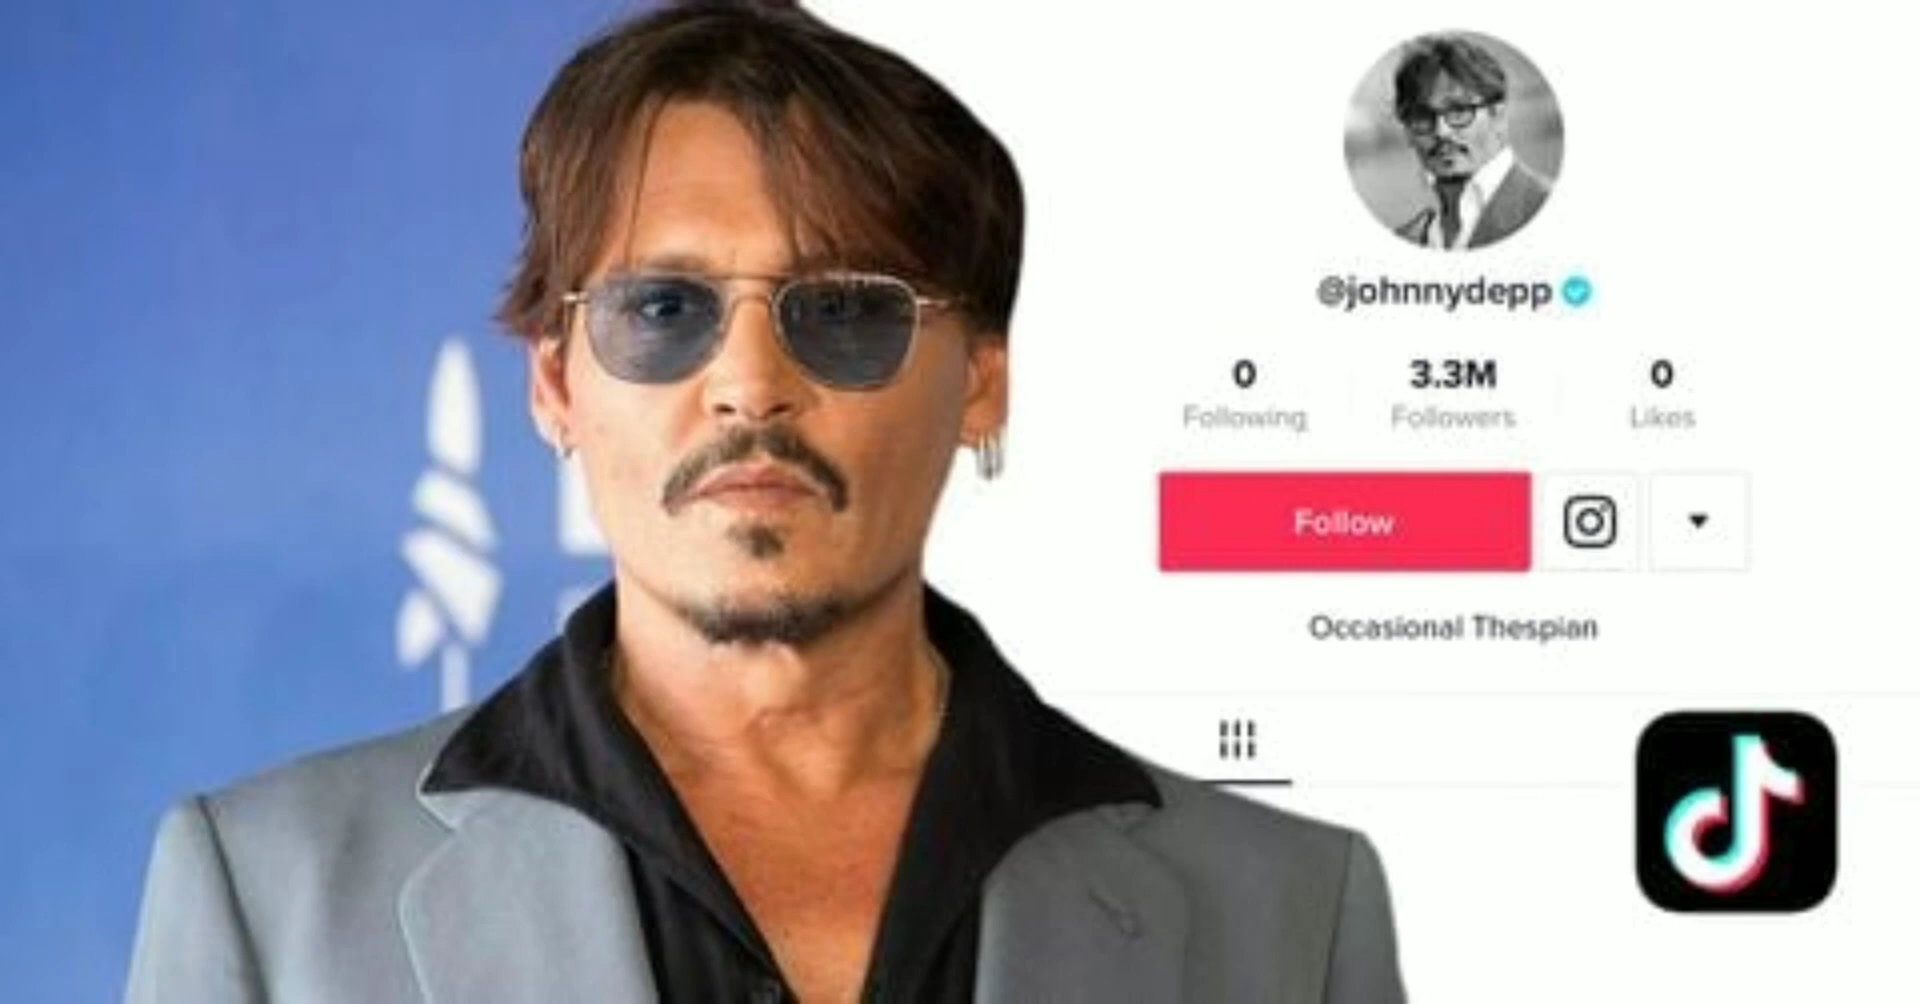 @johnnydepp
0 3.3M 0
Following Followers Likes
Follow
Occasional Thespian